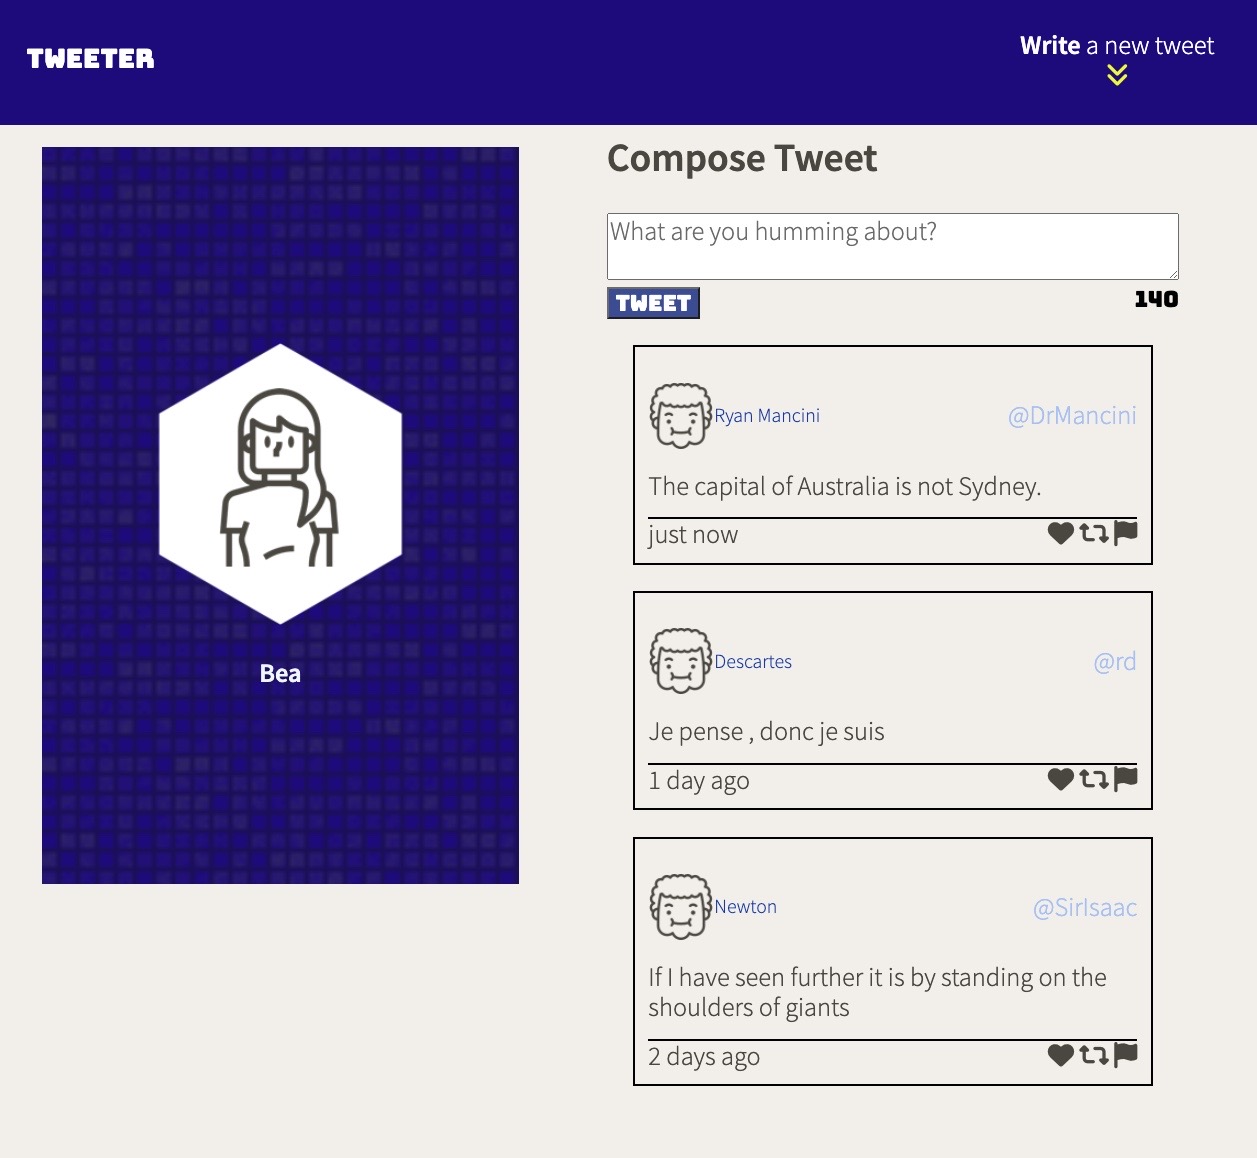 TWEETER
Write a new tweet
Bea
Compose Tweet
What are you humming about?
TWEET
140
Ryan Mancini
@DrMancini
The capital of Australia is not Sydney.
just now
Descartes
@rd
Je pense , donc je suis
1 day ago
Newton
@SirIsaac
If I have seen further it is by standing on the
shoulders of giants
2 days ago